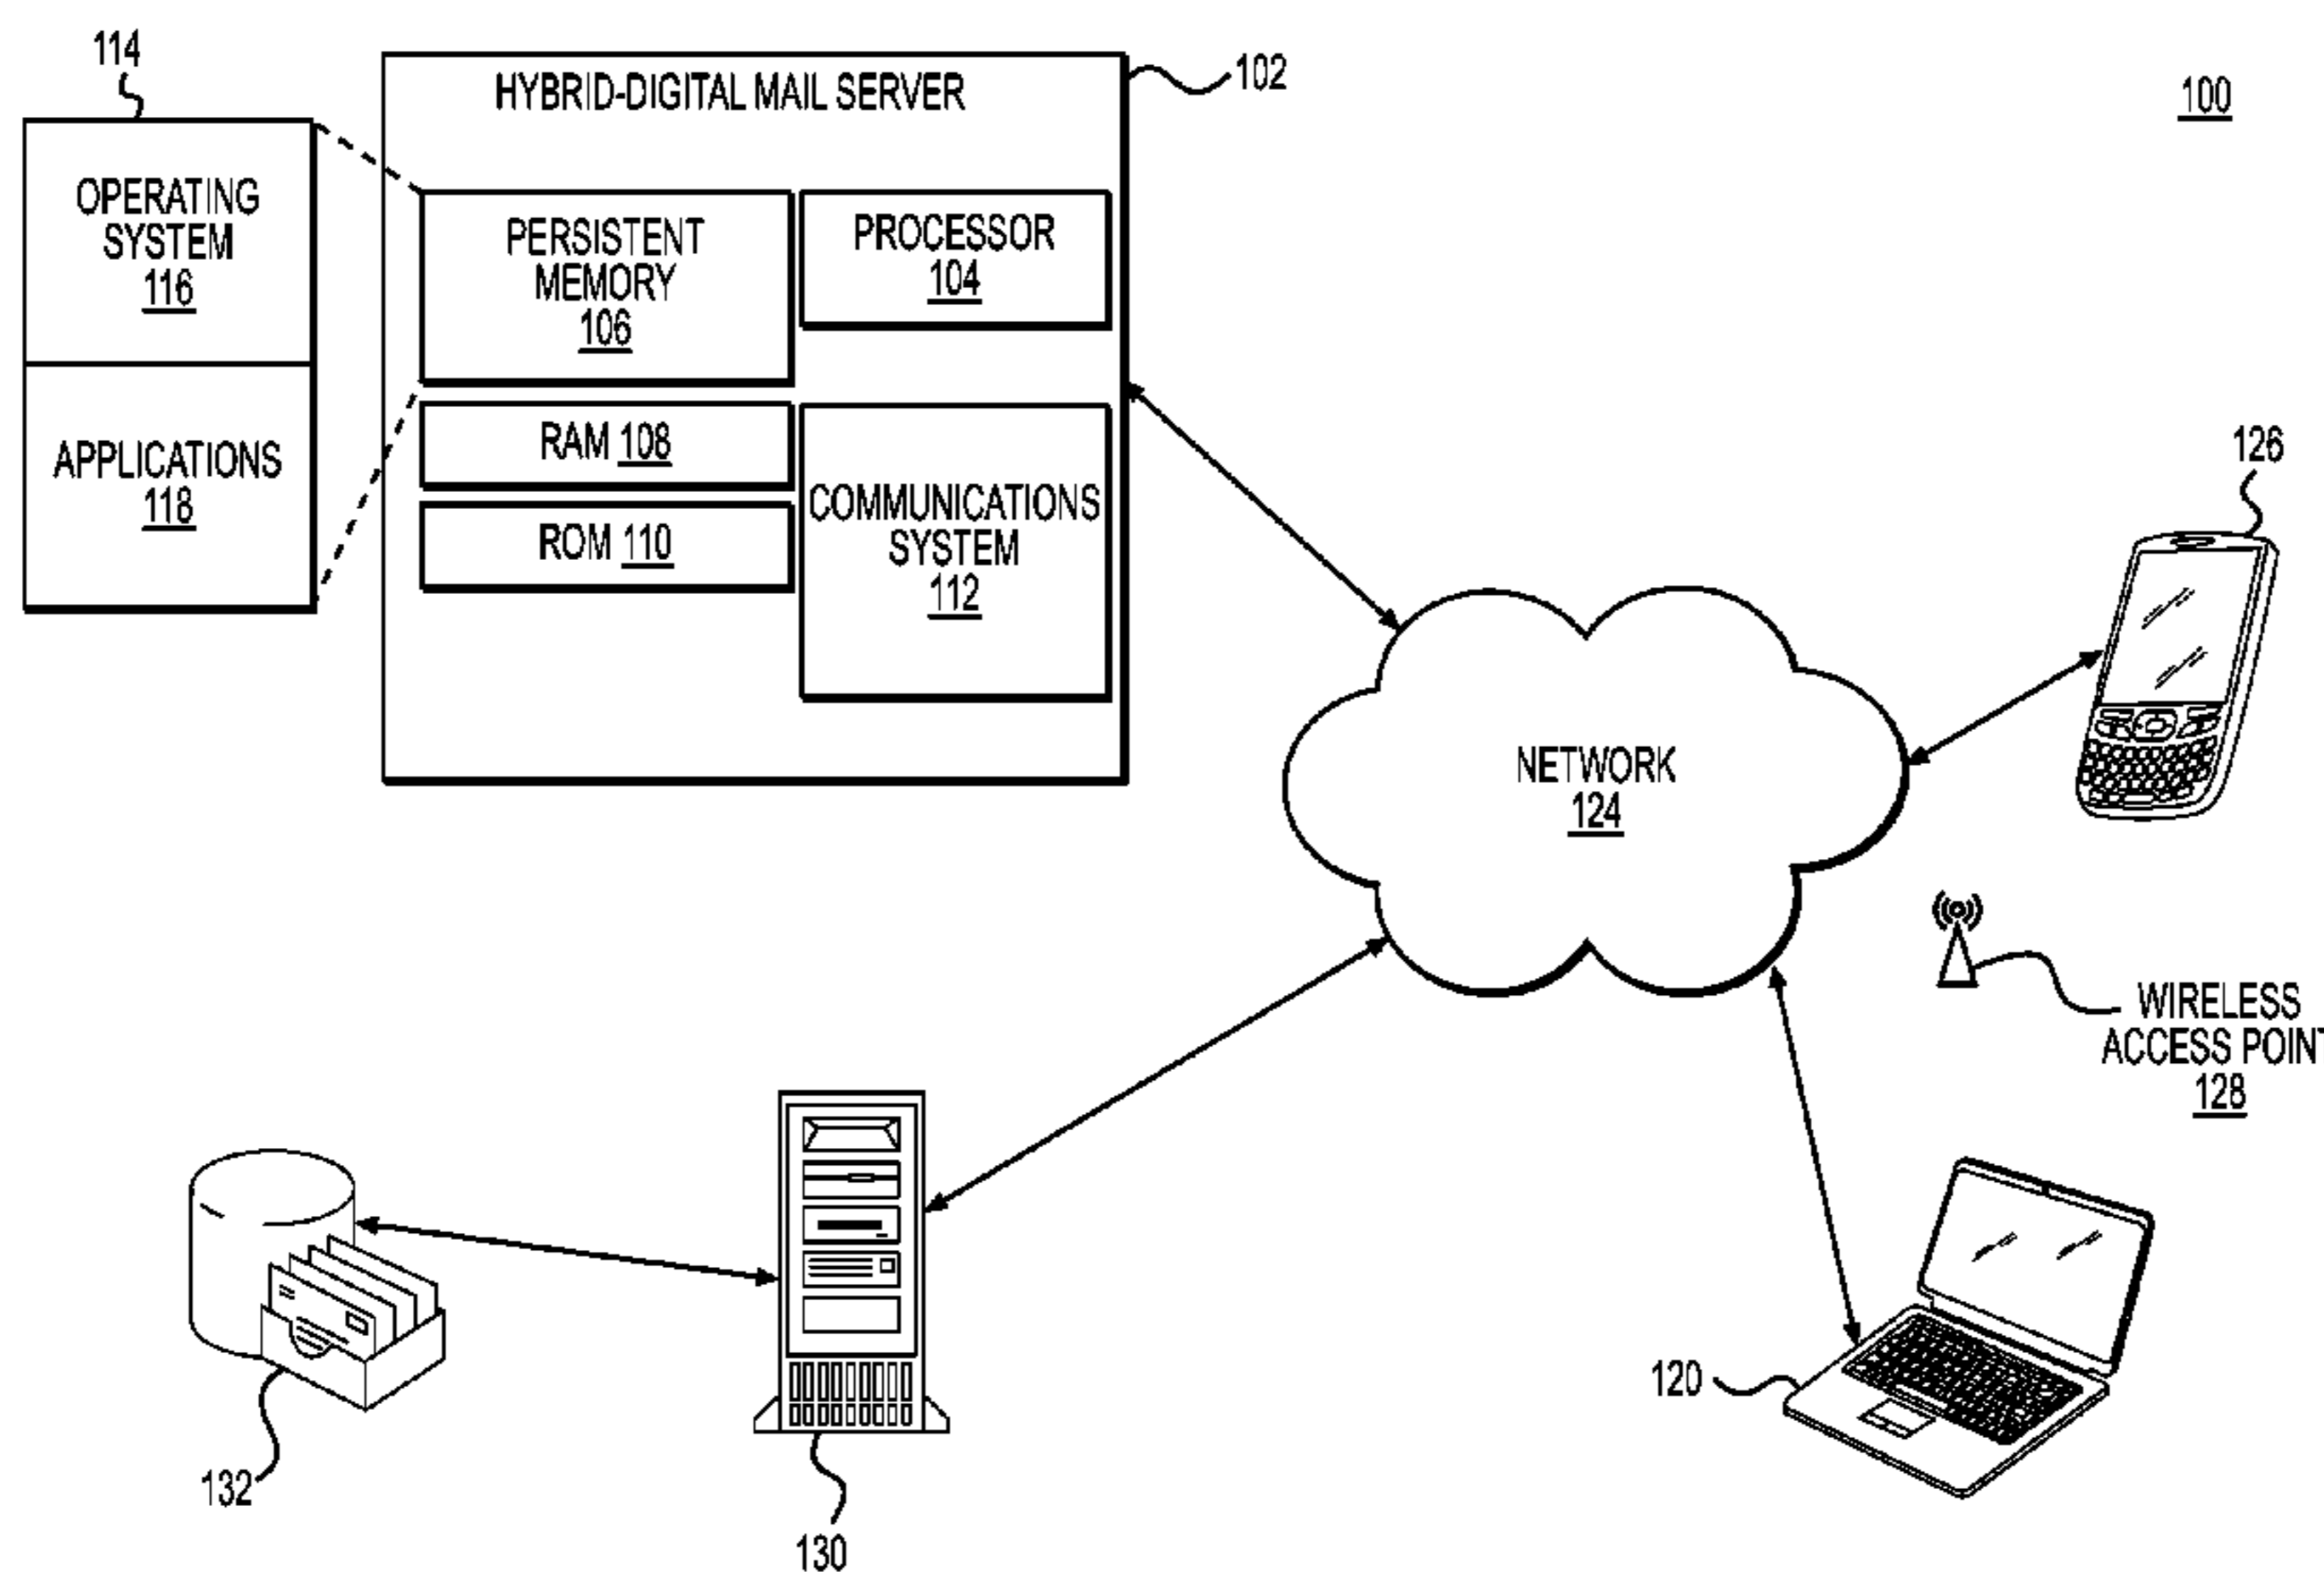 114
HYBRID-DIGITAL MAIL SERVER
102
100
OPERATING
SYSTEM
116
APPLICATIONS
118
PERSISTENT
MEMORY
106
PROCESSOR
104
RAM 108
ROM 110
COMMUNICATIONS
SYSTEM
112
126
NETWORK
124
WIRELESS
ACCESS POINT
128
120
132
130